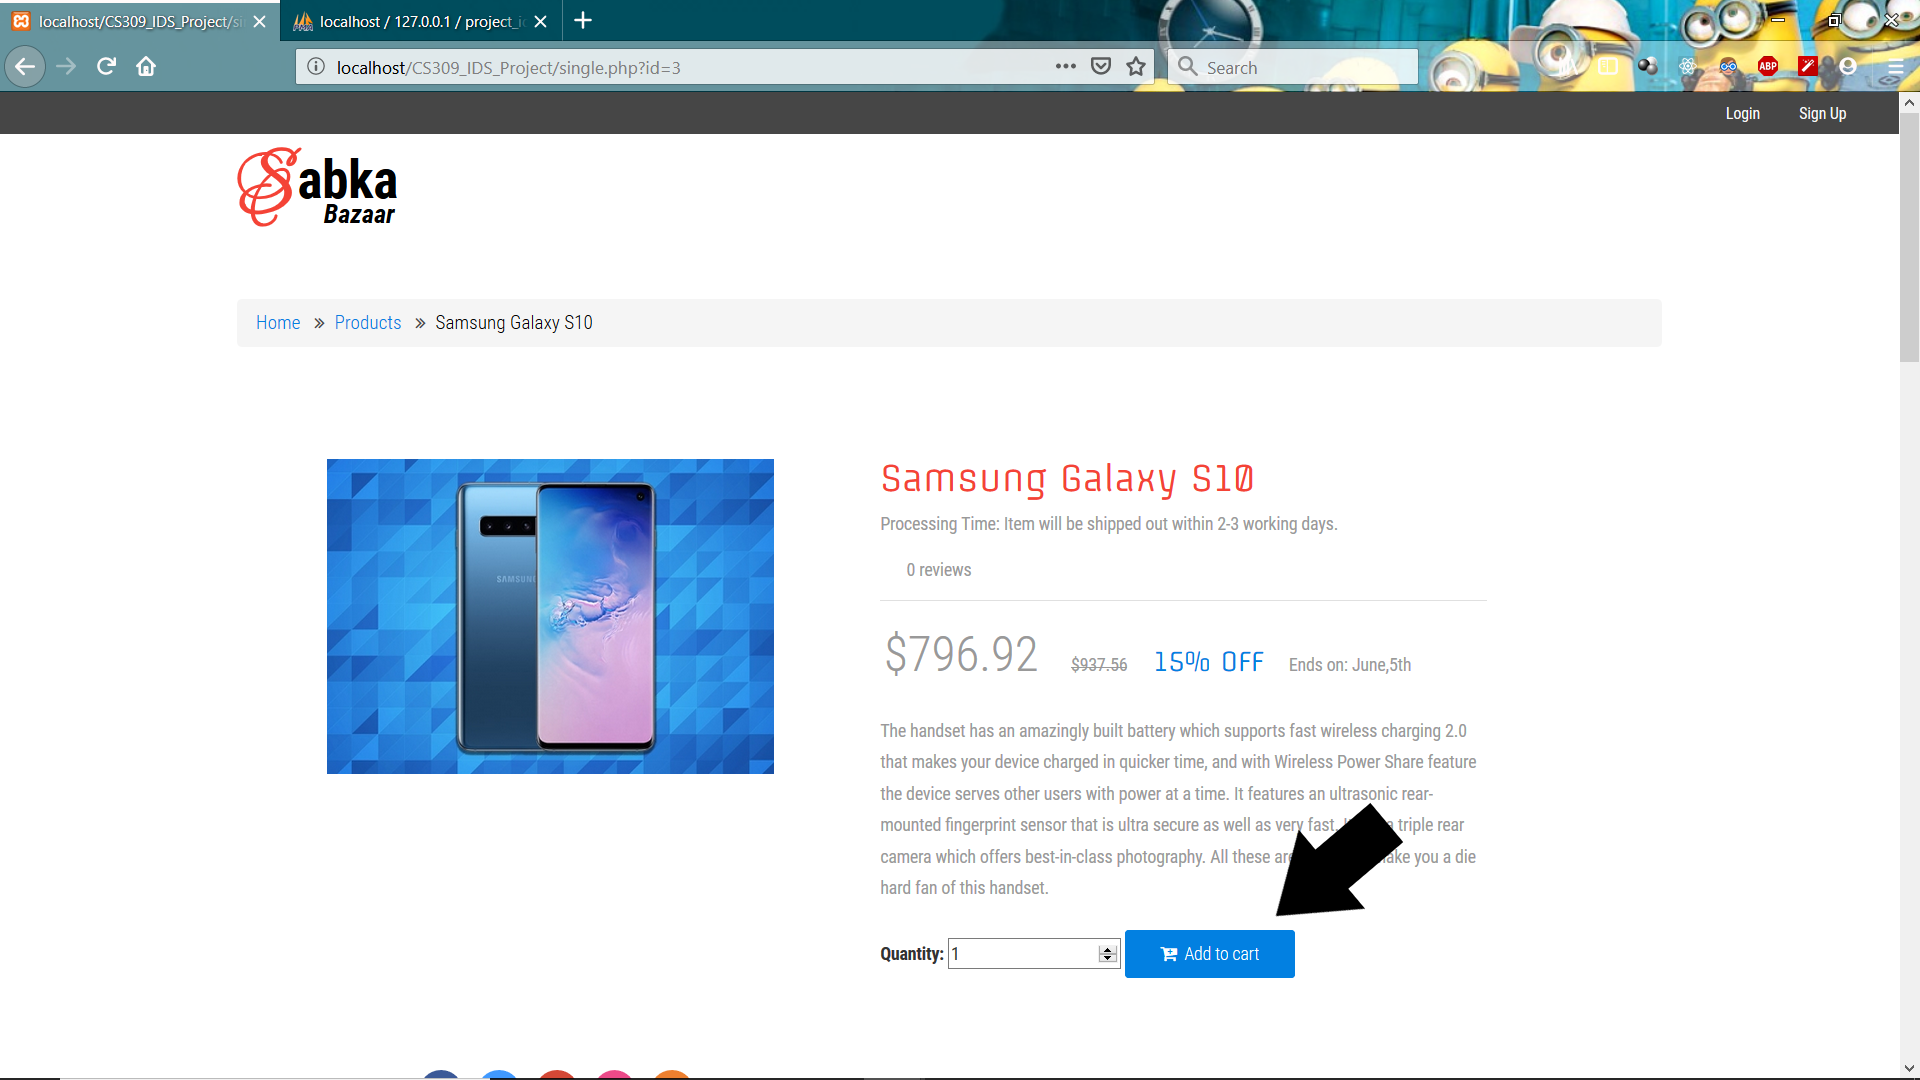 localhost/CS309_IDS_Project/si
localhost / 127.0.0.1 / project_i
localhost/CS309_IDS_Project/single.php?id=3
Search
ABP
Login
Sign Up
Sabka
Bazaar
Home » Products » Samsung Galaxy S10
SAMSUNG
Samsung Galaxy S10
Processing Time: Item will be shipped out within 2-3 working days.
0 reviews
$796.92 $937.56 15% OFF Ends on: June,5th
The handset has an amazingly built battery which supports fast wireless charging 2.0
that makes your device charged in quicker time, and with Wireless Power Share feature
the device serves other users with power at a time. It features an ultrasonic rear-
mounted fingerprint sensor that is ultra secure as well as very fast. triple rear
camera which offers best-in-class photography. All these you a die
hard fan of this handset.
Quantity: 1 Add to cart